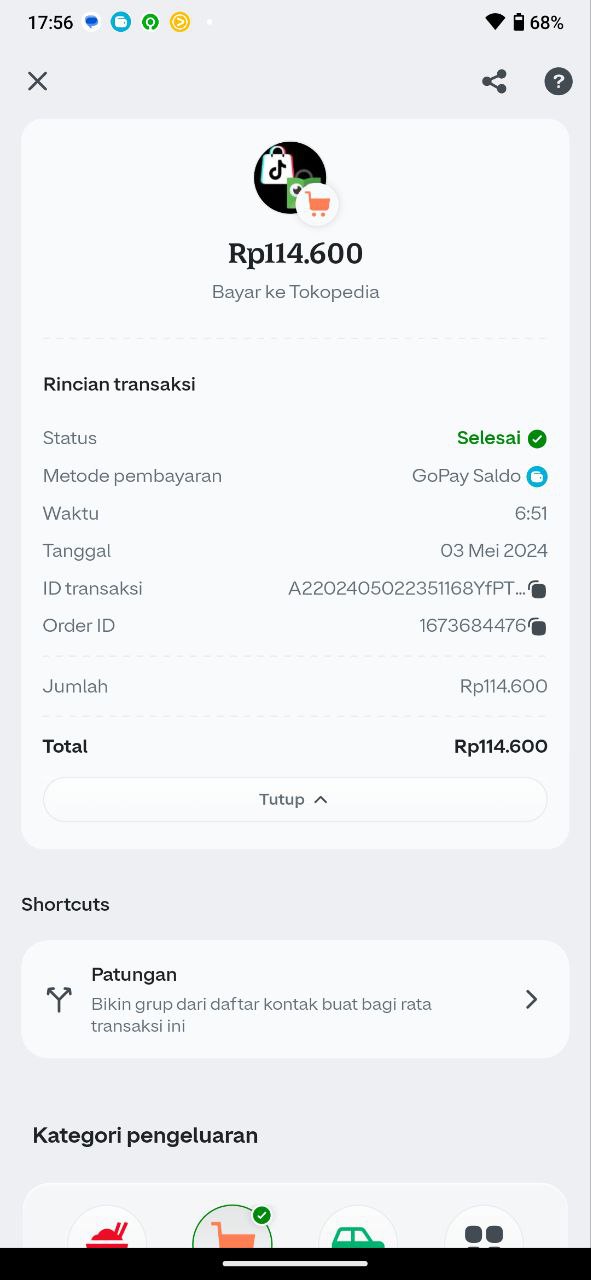 17:56
68%
?
Rp114.600
Bayar ke Tokopedia
Rincian transaksi
Status Selesai
Metode pembayaran GoPay Saldo
Waktu 6:51
Tanggal 03 Mei 2024
ID transaksi A2202405022351168YfPT...
Order ID 1673684476
Jumlah Rp114.600
Total Rp114.600
Tutup
Shortcuts
Patungan
Bikin grup dari daftar kontak buat bagi rata
transaksi ini
Kategori pengeluaran